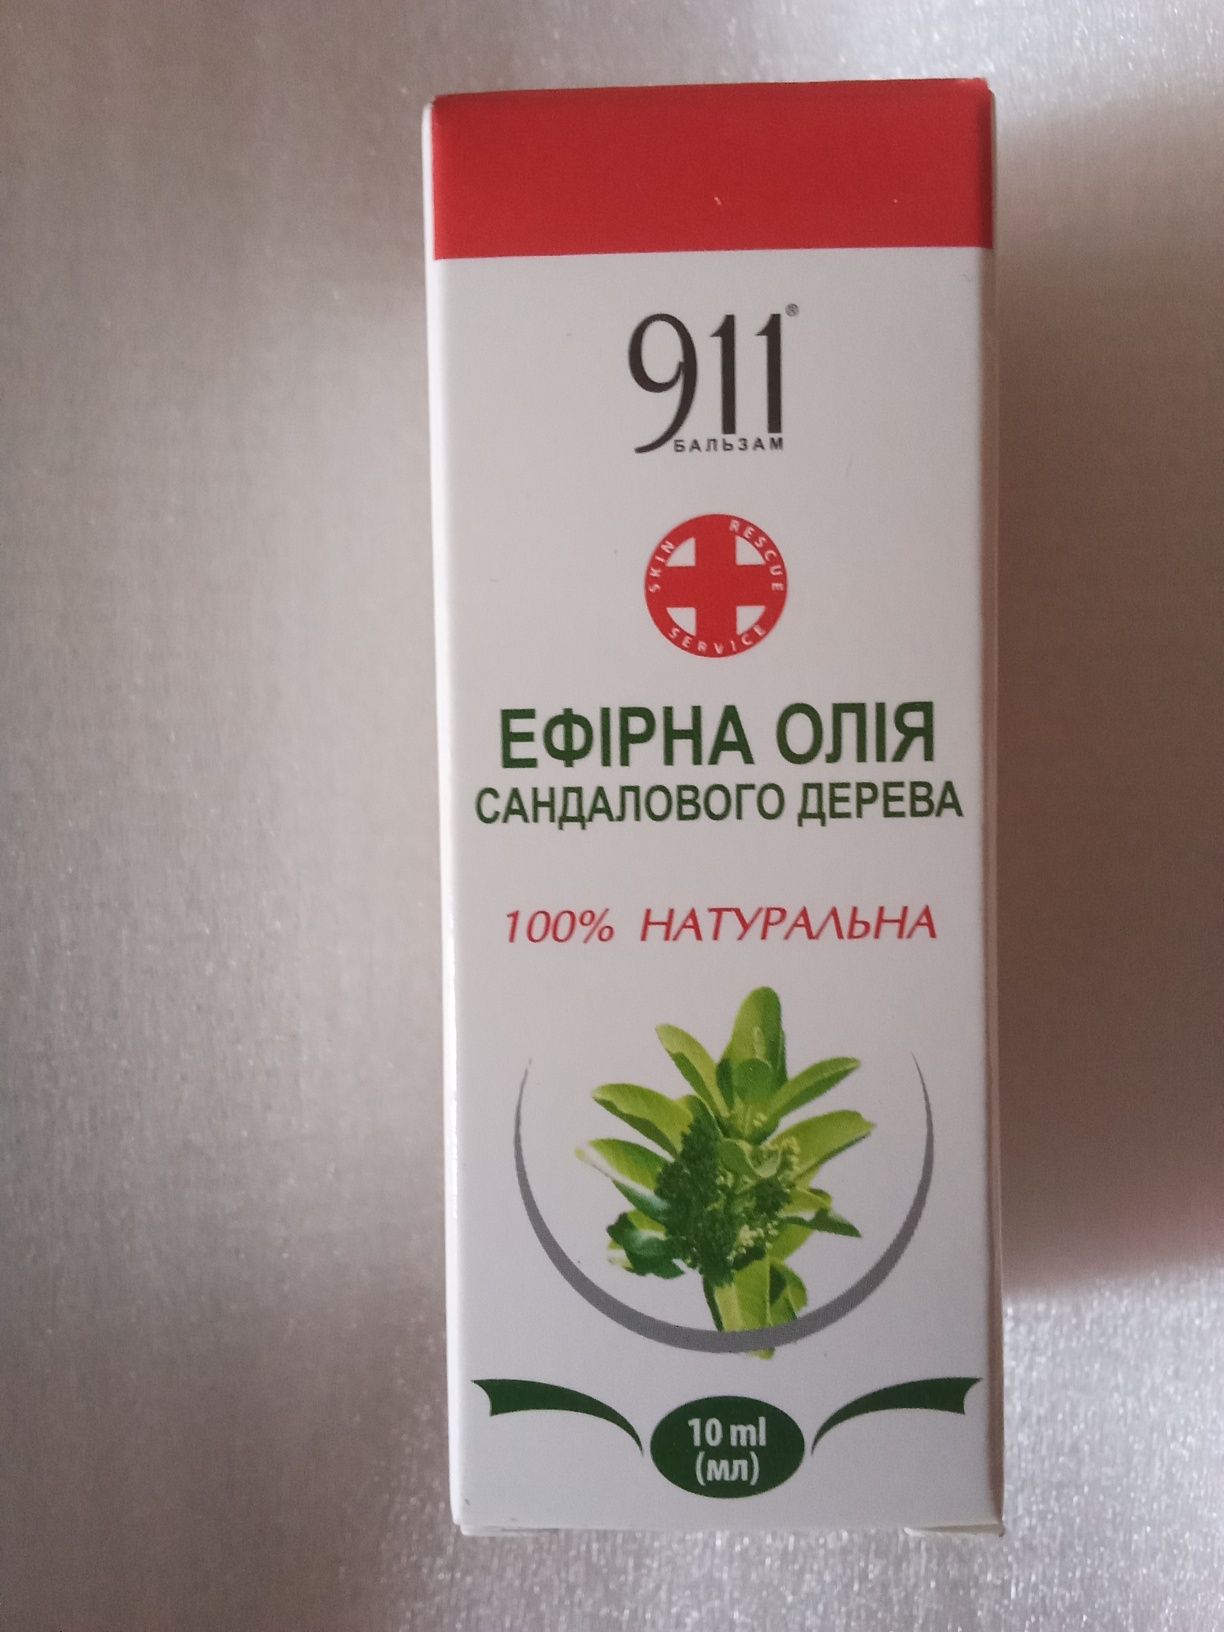 911®
БАЛЬЗАМ
SKIN RESCUE SERVICE
ЕФІРНА ОЛІЯ
САНДАЛОВОГО ДЕРЕВА
100% НАТУРАЛЬНА
10 ml
(мл)